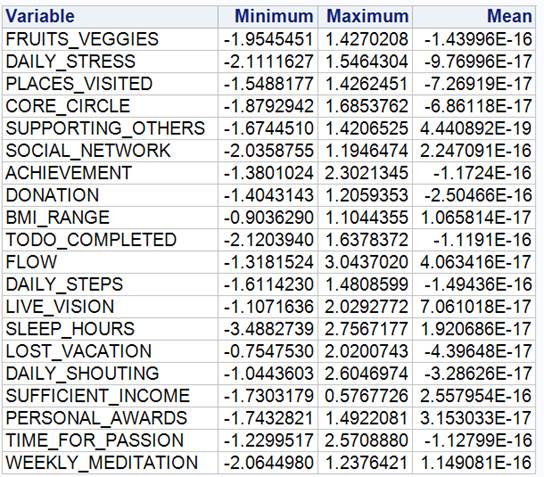 Variable Minimum Maximum Mean
FRUITS_VEGGIES -1.9545451 1.4270208 -1.43996E-16
DAILY_STRESS -2.1111627 1.5464304 -9.76996E-17
PLACES_VISITED -1.5488177 1.4262451 -7.26919E-17
CORE_CIRCLE -1.8792942 1.6853762 -6.86118E-17
SUPPORTING_OTHERS -1.6744510 1.4206525 4.440892E-19
SOCIAL_NETWORK -2.0358755 1.1946474 2.247091E-16
ACHIEVEMENT -1.3801024 2.3021345 -1.1724E-16
DONATION -1.4043143 1.2059353 -2.50466E-16
BMI_RANGE -0.9036290 1.1044355 1.065814E-17
TODO_COMPLETED -2.1203940 1.6378372 -1.1191E-16
FLOW -1.3181524 3.0437020 4.063416E-17
DAILY_STEPS -1.6114230 1.4808599 -1.49436E-16
LIVE_VISION -1.1071636 2.0292772 7.061018E-17
SLEEP_HOURS -3.4882739 2.7567177 1.920686E-17
LOST_VACATION -0.7547530 2.0200743 -4.39648E-17
DAILY_SHOUTING -1.0443603 2.6046974 -3.28626E-17
SUFFICIENT_INCOME -1.7303179 0.5767726 2.557954E-16
PERSONAL_AWARDS -1.7432821 1.4922081 3.153033E-17
TIME_FOR_PASSION -1.2299517 2.5708880 -1.12799E-16
WEEKLY_MEDITATION -2.0644980 1.2376421 1.149081E-16